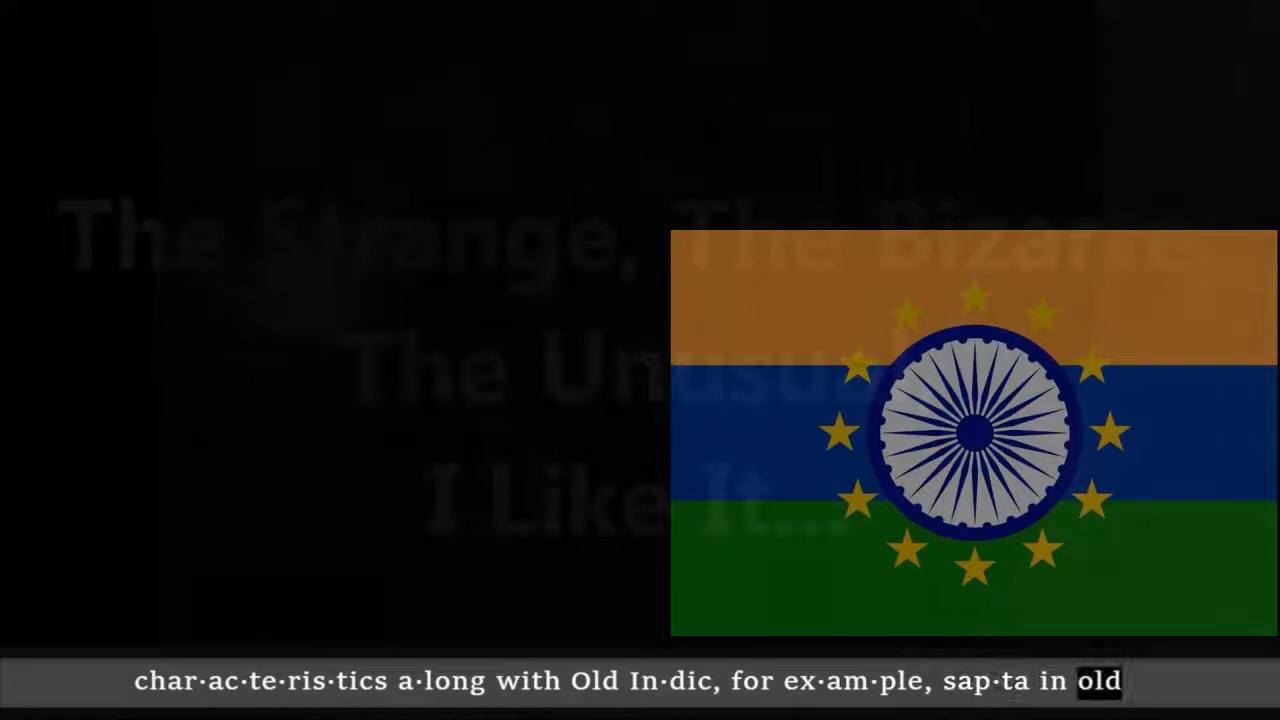 The Strange, The Bizarre,
The Unusual
I Like It...
char·ac·te·ris·tics a·long with Old In·dic, for ex·am·ple, sap·ta in old